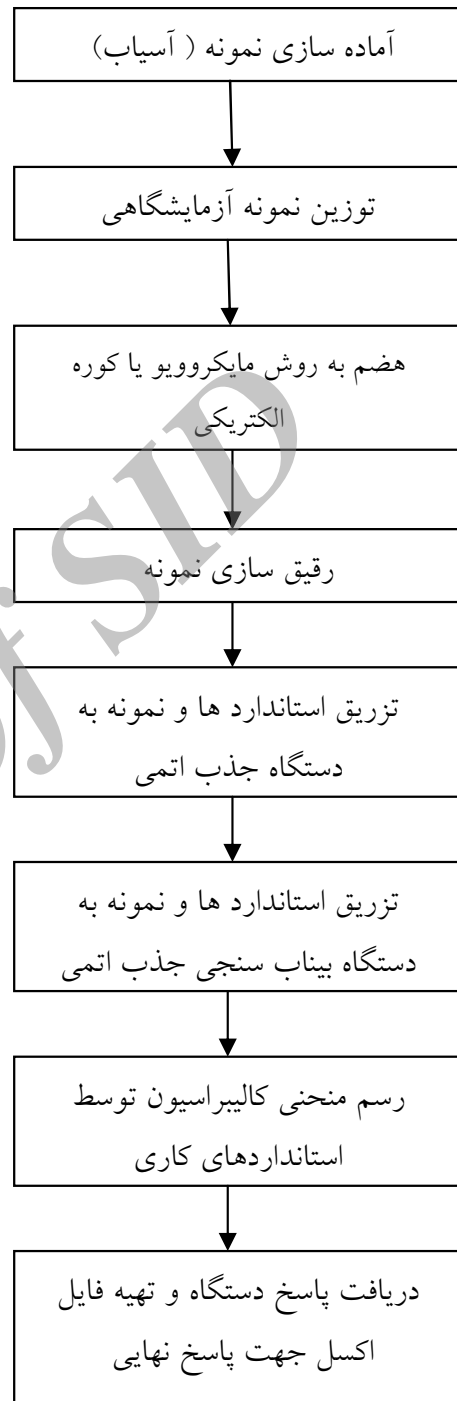 آماده سازی نمونه ( آسیاب)
توزین نمونه آزمایشگاهی
هضم به روش مایکروویو یا کوره
الکتریکی
رقیق سازی نمونه
تزریق استاندارد ها و نمونه به
دستگاه جذب اتمی
تزریق استاندارد ها و نمونه به
دستگاه بیناب سنجی جذب اتمی
رسم منحنی کالیبراسیون توسط
استانداردهای کاری
دریافت پاسخ دستگاه و تهیه فایل
اکسل جهت پاسخ نهایی
of SID